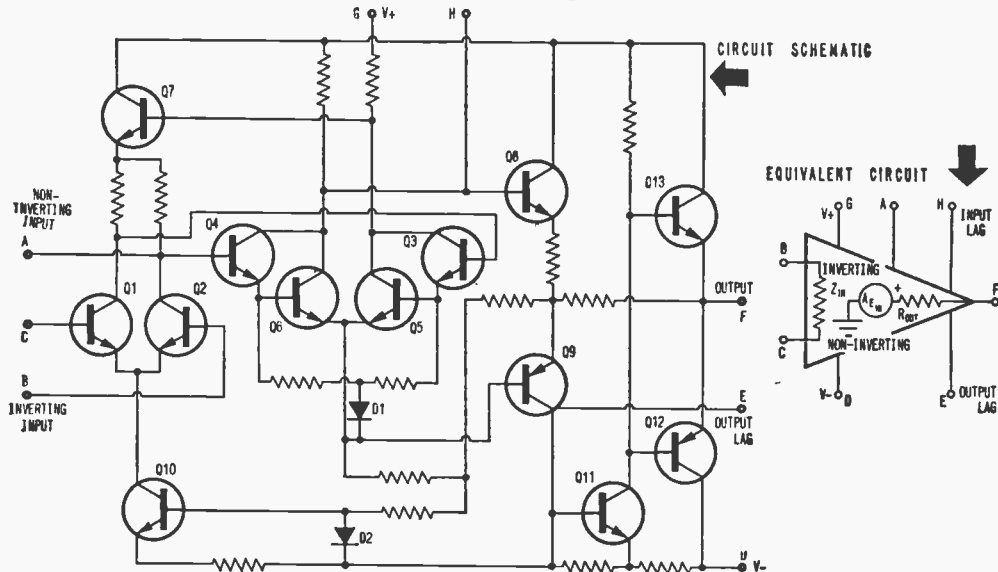 G V+ H
CIRCUIT SCHEMATIC
Q7
Q8
Q13
EQUIVALENT CIRCUIT
NON-
INVERTING
INPUT
A
Q4
Q3
G
V+
A
H
INPUT
LAG
B
INVERTING
Z IN
A E IN
+
R OUT
F
C
NON-INVERTING
V-
D
E
OUTPUT
LAG
Q1
Q2
Q6
Q5
OUTPUT
F
C
B
INVERTING
INPUT
D1
Q9
E
OUTPUT
LAG
Q12
Q10
Q11
D2
D
V-